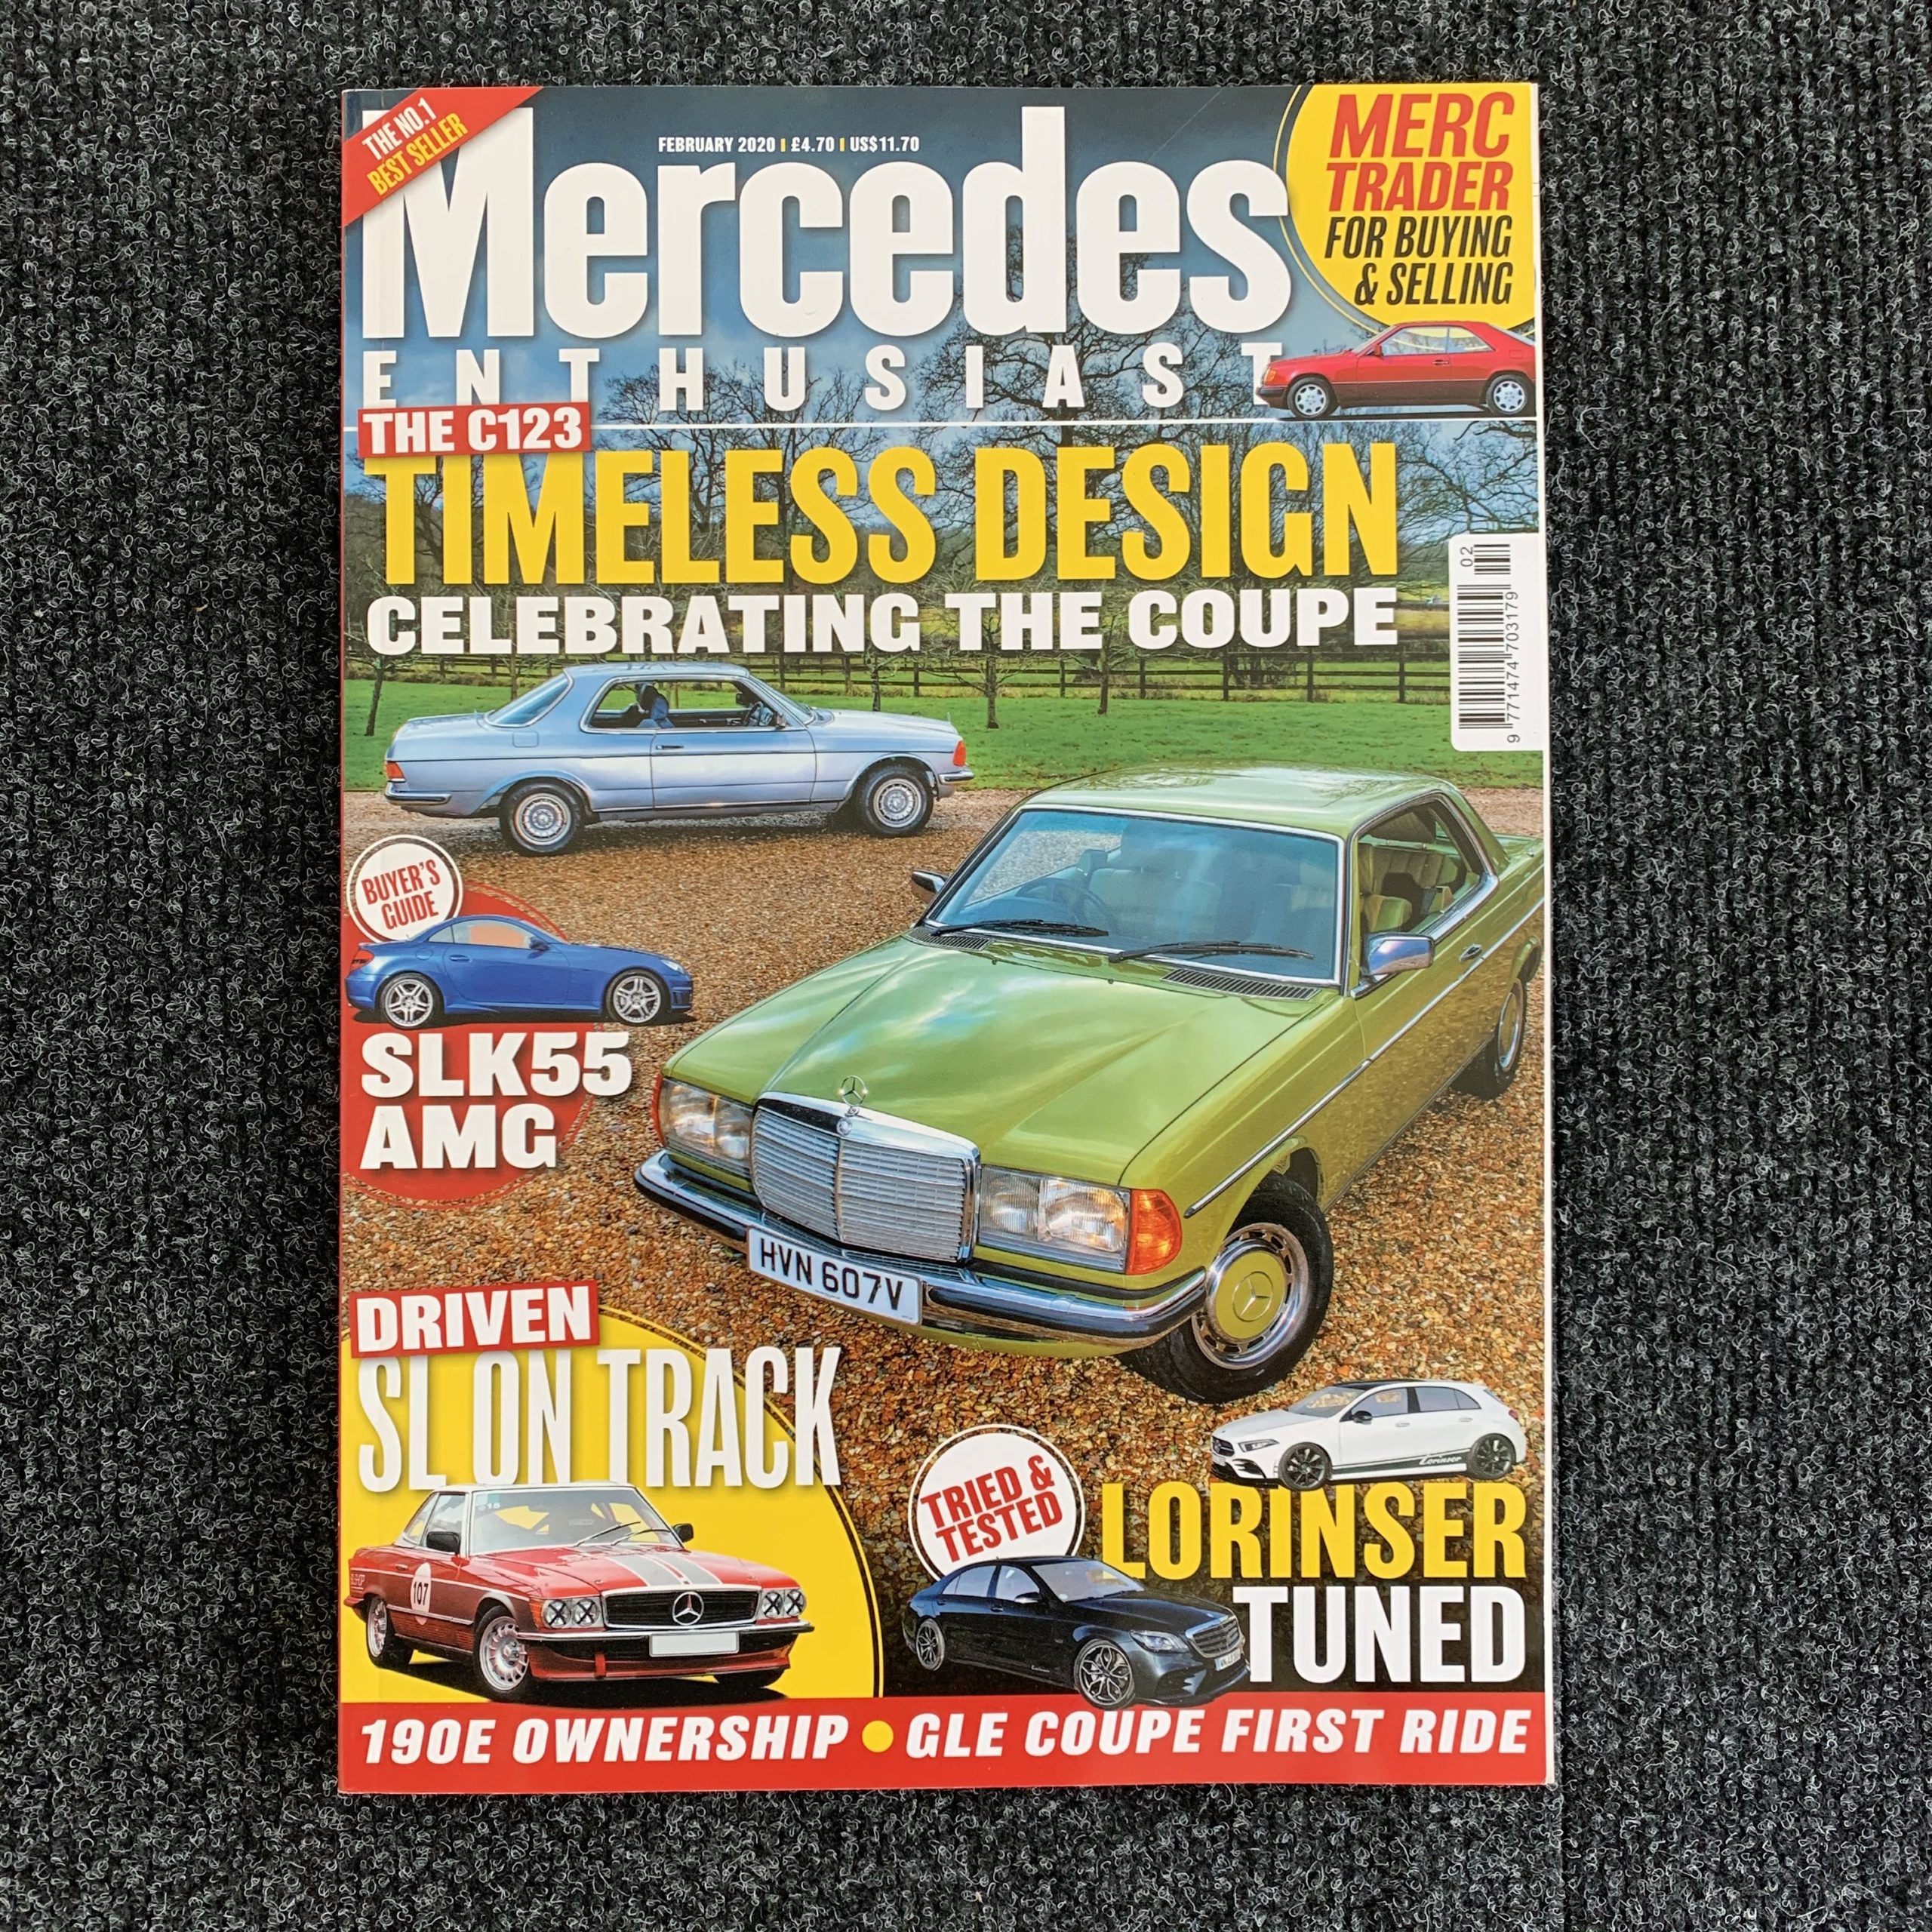 THE NO.1
BEST SELLER
FEBRUARY 2020 | £4.70 | US$11.70
Mercedes
ENTHUSIAST
MERC
TRADER
FOR BUYING
& SELLING
THE C123
TIMELESS DESIGN
CELEBRATING THE COUPE
02
9 771474 703179
BUYER'S
GUIDE
SLK55
AMG
HVN 607V
DRIVEN
SL ON TRACK
107
TRIED &
TESTED
Lorinser
LORINSER
TUNED
190E OWNERSHIP ● GLE COUPE FIRST RIDE